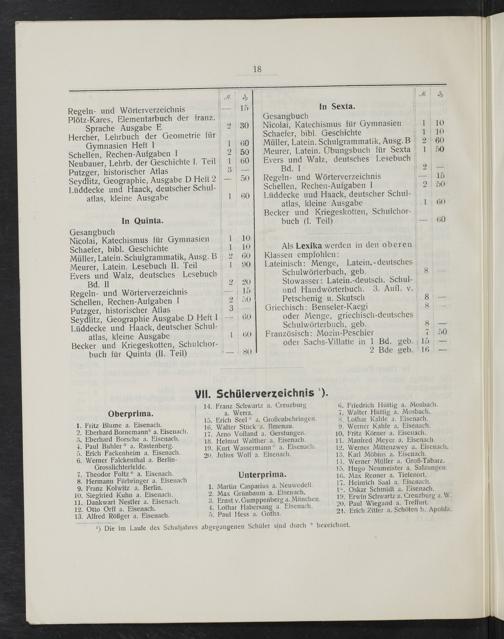 18
ℳ ₰
Regeln- und Wörterverzeichnis — 15
Plötz-Kares, Elementarbuch der franz.
Sprache Ausgabe E 2 30
Hercher, Lehrbuch der Geometrie für
Gymnasien Heft I 1 60
Schellen, Rechen-Aufgaben I 2 50
Neubauer, Lehrb. der Geschichte I. Teil 1 60
Putzger, historischer Atlas 3 —
Seydlitz, Geographie, Ausgabe D Heft 2 — 50
Lüddecke und Haack, deutscher Schul-
atlas, kleine Ausgabe 1 60
In Quinta.
Gesangbuch
Nicolai, Katechismus für Gymnasien 1 10
Schaefer, bibl. Geschichte 1 10
Müller, Latein. Schulgrammatik, Ausg. B 2 60
Meurer, Latein. Lesebuch II. Teil 1 90
Evers und Walz, deutsches Lesebuch
Bd. II 2 20
Regeln- und Wörterverzeichnis — 15
Schellen, Rechen-Aufgaben I 2 50
Putzger, historischer Atlas 3 —
Seydlitz, Geographie Ausgabe D Heft I — 60
Lüddecke und Haack, deutscher Schul-
atlas, kleine Ausgabe 1 60
Becker und Kriegeskotten, Schulchor-
buch für Quinta (II. Teil) — 80
ℳ ₰
In Sexta.
Gesangbuch
Nicolai, Katechismus für Gymnasien 1 10
Schaefer, bibl. Geschichte 1 10
Müller, Latein. Schulgrammatik, Ausg. B 2 60
Meurer, Latein. Übungsbuch für Sexta 1 50
Evers und Walz, deutsches Lesebuch
Bd. I 2 —
Regeln- und Wörterverzeichnis — 15
Schellen, Rechen-Aufgaben I 2 50
Lüddecke und Haack, deutscher Schul-
atlas, kleine Ausgabe 1 60
Becker und Kriegeskotten, Schulchor-
buch (I. Teil) — 60
Als Lexika werden in den oberen
Klassen empfohlen:
Lateinisch: Menge, Latein.-deutsches
Schulwörterbuch, geb. 8 —
Stowasser: Latein.-deutsch. Schul-
und Handwörterbuch. 3. Aufl. v.
Petschenig u. Skutsch 8 —
Griechisch: Benseler-Kaegi 8 —
oder Menge, griechisch-deutsches
Schulwörterbuch, geb. 8 —
Französisch: Mozin-Peschier 7 50
oder Sachs-Villatte in 1 Bd. geb. 15 —
2 Bde geb. 16 —
VII. Schülerverzeichnis ¹).
Oberprima.
1. Fritz Blume a. Eisenach.
2. Eberhard Bornemann* a. Eisenach.
3. Eberhard Borsche a. Eisenach.
4. Paul Buhler* a. Rastenberg.
5. Erich Fackenheim a. Eisenach.
6. Werner Falckenthal a. Berlin-
Grosslichterfelde.
7. Theodor Foltz* a. Eisenach.
8. Hermann Fürbringer a. Eisenach
9. Franz Kolwitz a. Berlin.
10. Siegfried Kuhn a. Eisenach.
11. Dankwart Nestler a. Eisenach.
12. Otto Orff a. Eisenach.
13. Alfred Rößger a. Eisenach.
14. Franz Schwartz a. Creuzburg
a. Werra.
15. Erich Seel* a. Großenbehringen.
16. Walter Stück a. Ilmenau.
17. Arno Volland a. Gerstungen.
18. Helmut Walther a. Eisenach.
19. Kurt Wassermann* a. Eisenach.
20. Julius Woll a. Eisenach.
Unterprima.
1. Martin Casparius a. Neuwedell.
2. Max Grünbaum a. Eisenach.
3. Ernst v. Gumppenberg a. München.
4. Lothar Habersang a. Eisenach.
5. Paul Hess a. Gotha.
6. Friedrich Hüttig a. Mosbach.
7. Walter Hüttig a. Mosbach.
8. Lothar Kahle a. Eisenach.
9. Werner Kahle a. Eisenach.
10. Fritz Körner a. Eisenach.
11. Manfred Meyer a. Eisenach.
12. Werner Mittenzwey a. Eisenach.
13. Karl Möbius a. Eisenach.
14. Werner Müller a. Groß-Tabarz.
15. Hugo Neumeister a. Salzungen.
16. Max Renner a. Tiefenort.
17. Heinrich Saal a. Eisenach.
18. Oskar Schmidt a. Eisenach.
19. Erwin Schwartz a. Creuzburg a. W.
20. Paul Wiegand a. Treffurt.
21. Erich Zitter a. Schöten b. Apolda.
¹) Die im Laufe des Schuljahres abgegangenen Schüler sind durch * bezeichnet.